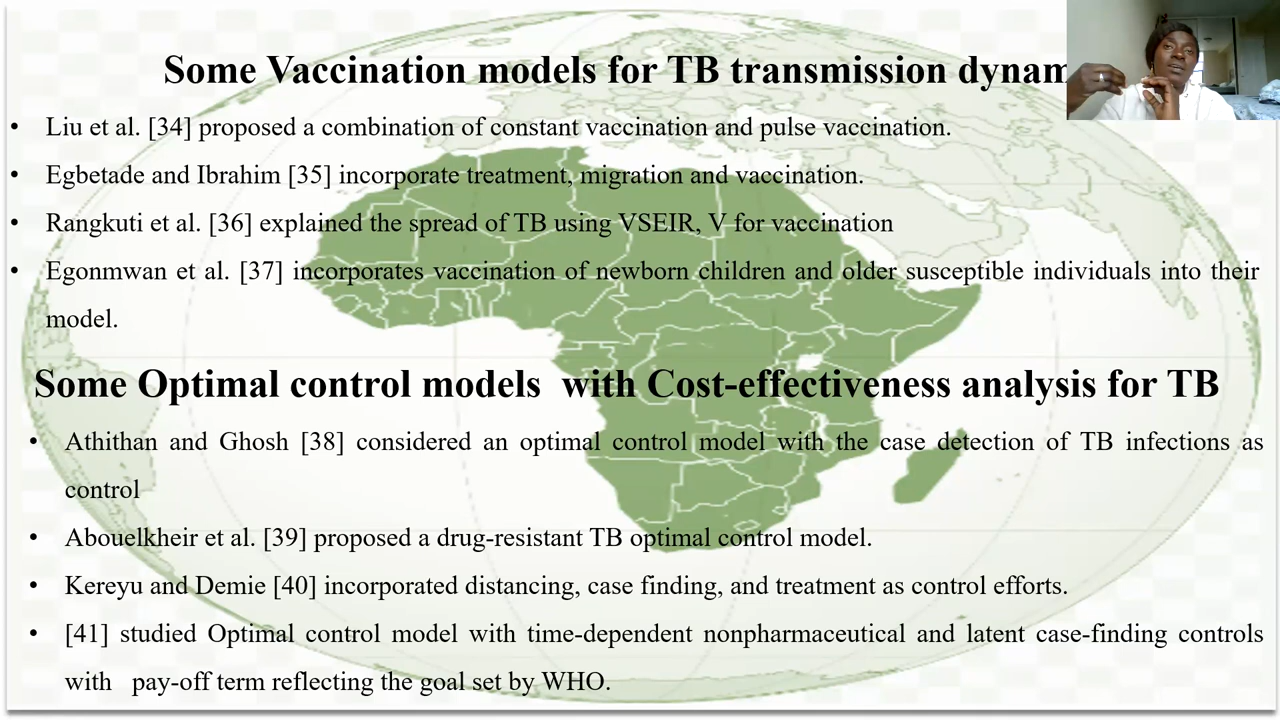 Some Vaccination models for TB transmission
• Liu et al. [34] proposed a combination of constant vaccination and pulse vaccination.
• Egbetade and Ibrahim [35] incorporate treatment, migration and vaccination.
• Rangkuti et al. [36] explained the spread of TB using VSEIR, V for vaccination
• Egonmwan et al. [37] incorporates vaccination of newborn children and older susceptible individuals into their
model.
Some Optimal control models with Cost-effectiveness analysis for TB
• Athithan and Ghosh [38] considered an optimal control model with the case detection of TB infections as
control
• Abouelkheir et al. [39] proposed a drug-resistant TB optimal control model.
• Kereyu and Demie [40] incorporated distancing, case finding, and treatment as control efforts.
• [41] studied Optimal control model with time-dependent nonpharmaceutical and latent case-finding controls
with pay-off term reflecting the goal set by WHO.